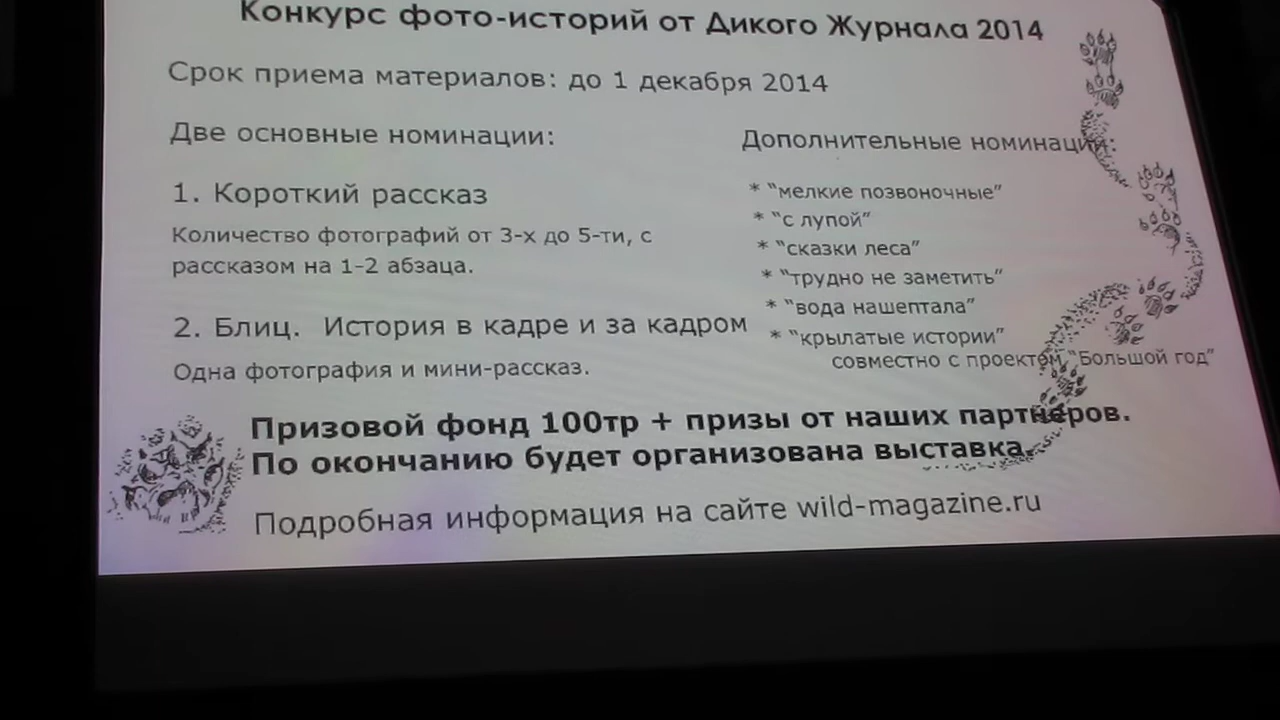 Конкурс фото-историй от Дикого Журнала 2014
Срок приема материалов: до 1 декабря 2014
Две основные номинации:
1. Короткий рассказ
Количество фотографий от 3-х до 5-ти, с
рассказом на 1-2 абзаца.
2. Блиц. История в кадре и за кадром
Одна фотография и мини-рассказ.
Дополнительные номинации:
* "мелкие позвоночные"
* "с лупой"
* "сказки леса"
* "трудно не заметить"
* "вода нашептала"
* "крылатые истории"
совместно с проектом "Большой год"
Призовой фонд 100тр + призы от наших партнеров.
По окончанию будет организована выставка.
Подробная информация на сайте wild-magazine.ru